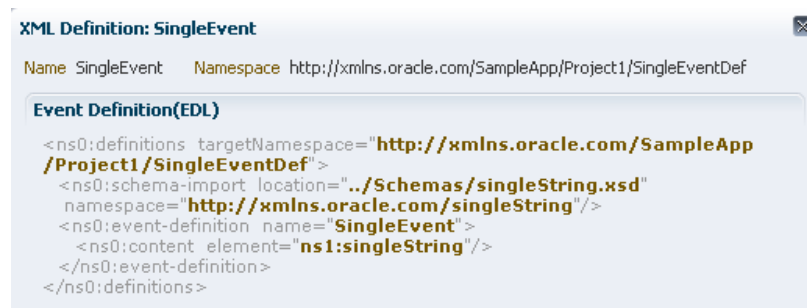 XML Definition: SingleEvent
Name SingleEvent Namespace http://xmlns.oracle.com/SampleApp/Project1/SingleEventDef
Event Definition(EDL)
<ns0:definitions targetNamespace="http://xmlns.oracle.com/SampleApp
/Project1/SingleEventDef">
<ns0:schema-import location="../Schemas/singleString.xsd"
namespace="http://xmlns.oracle.com/singleString"/>
<ns0:event-definition name="SingleEvent">
<ns0:content element="ns1:singleString"/>
</ns0:event-definition>
</ns0:definitions>